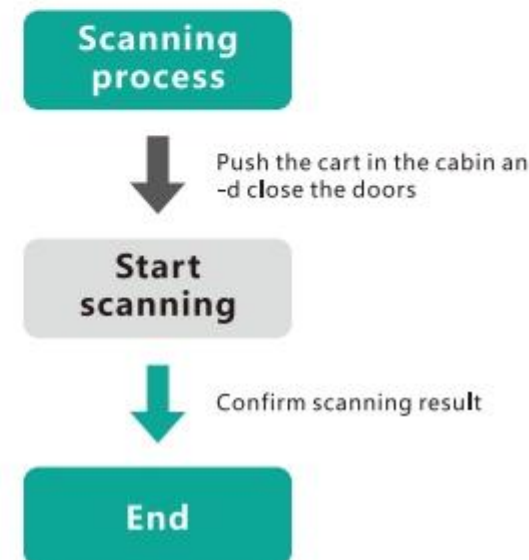 Scanning
process
Push the cart in the cabin an
-d close the doors
Start
scanning
Confirm scanning result
End